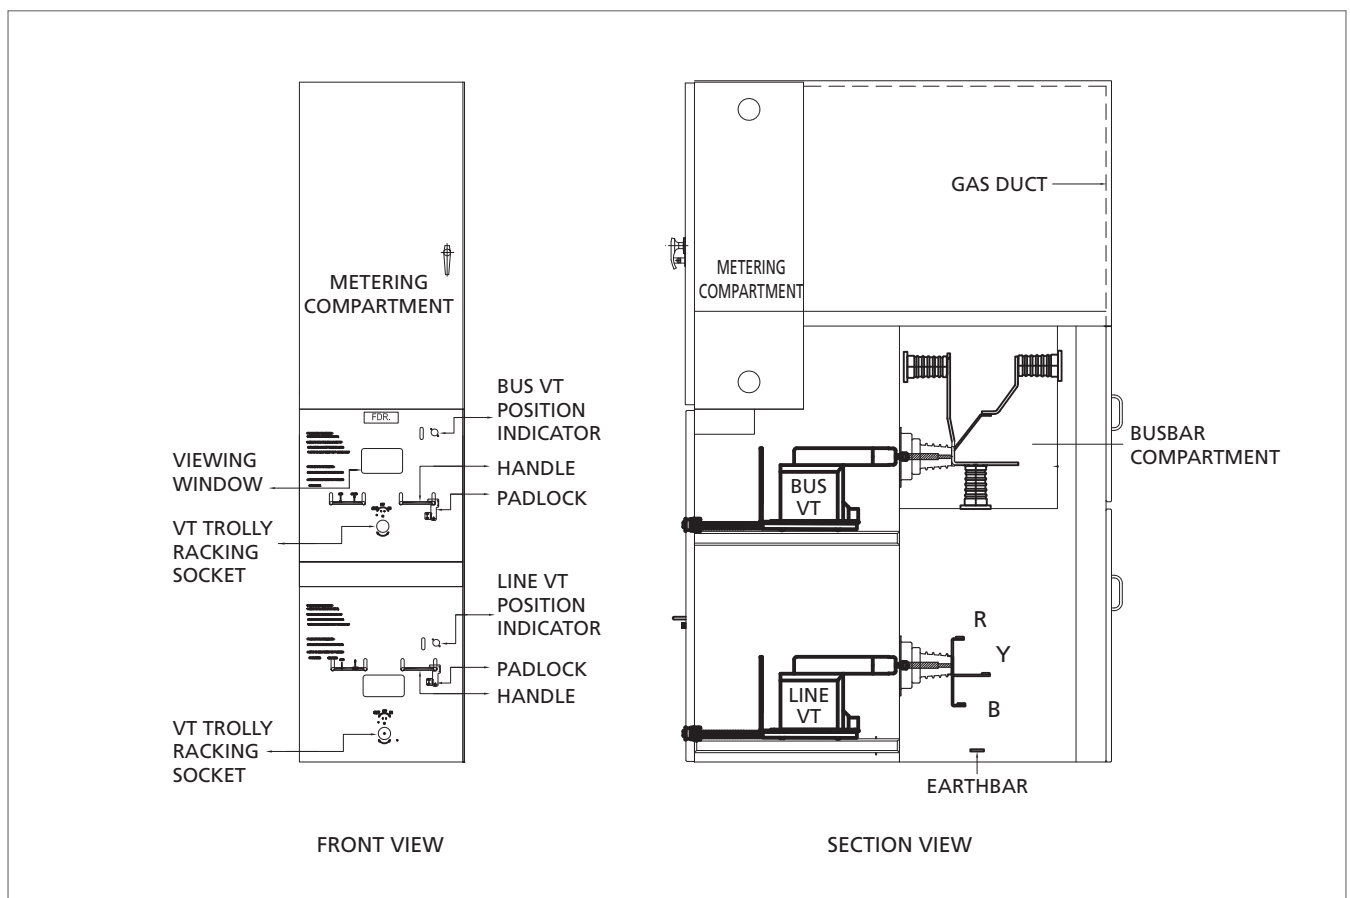 METERING
COMPARTMENT
FDR.
BUS VT
POSITION
INDICATOR
HANDLE
PADLOCK
VIEWING
WINDOW
VT TROLLY
RACKING
SOCKET
LINE VT
POSITION
INDICATOR
PADLOCK
HANDLE
VT TROLLY
RACKING
SOCKET
FRONT VIEW
GAS DUCT
METERING
COMPARTMENT
BUSBAR
COMPARTMENT
BUS
VT
R
Y
B
LINE
VT
EARTHBAR
SECTION VIEW